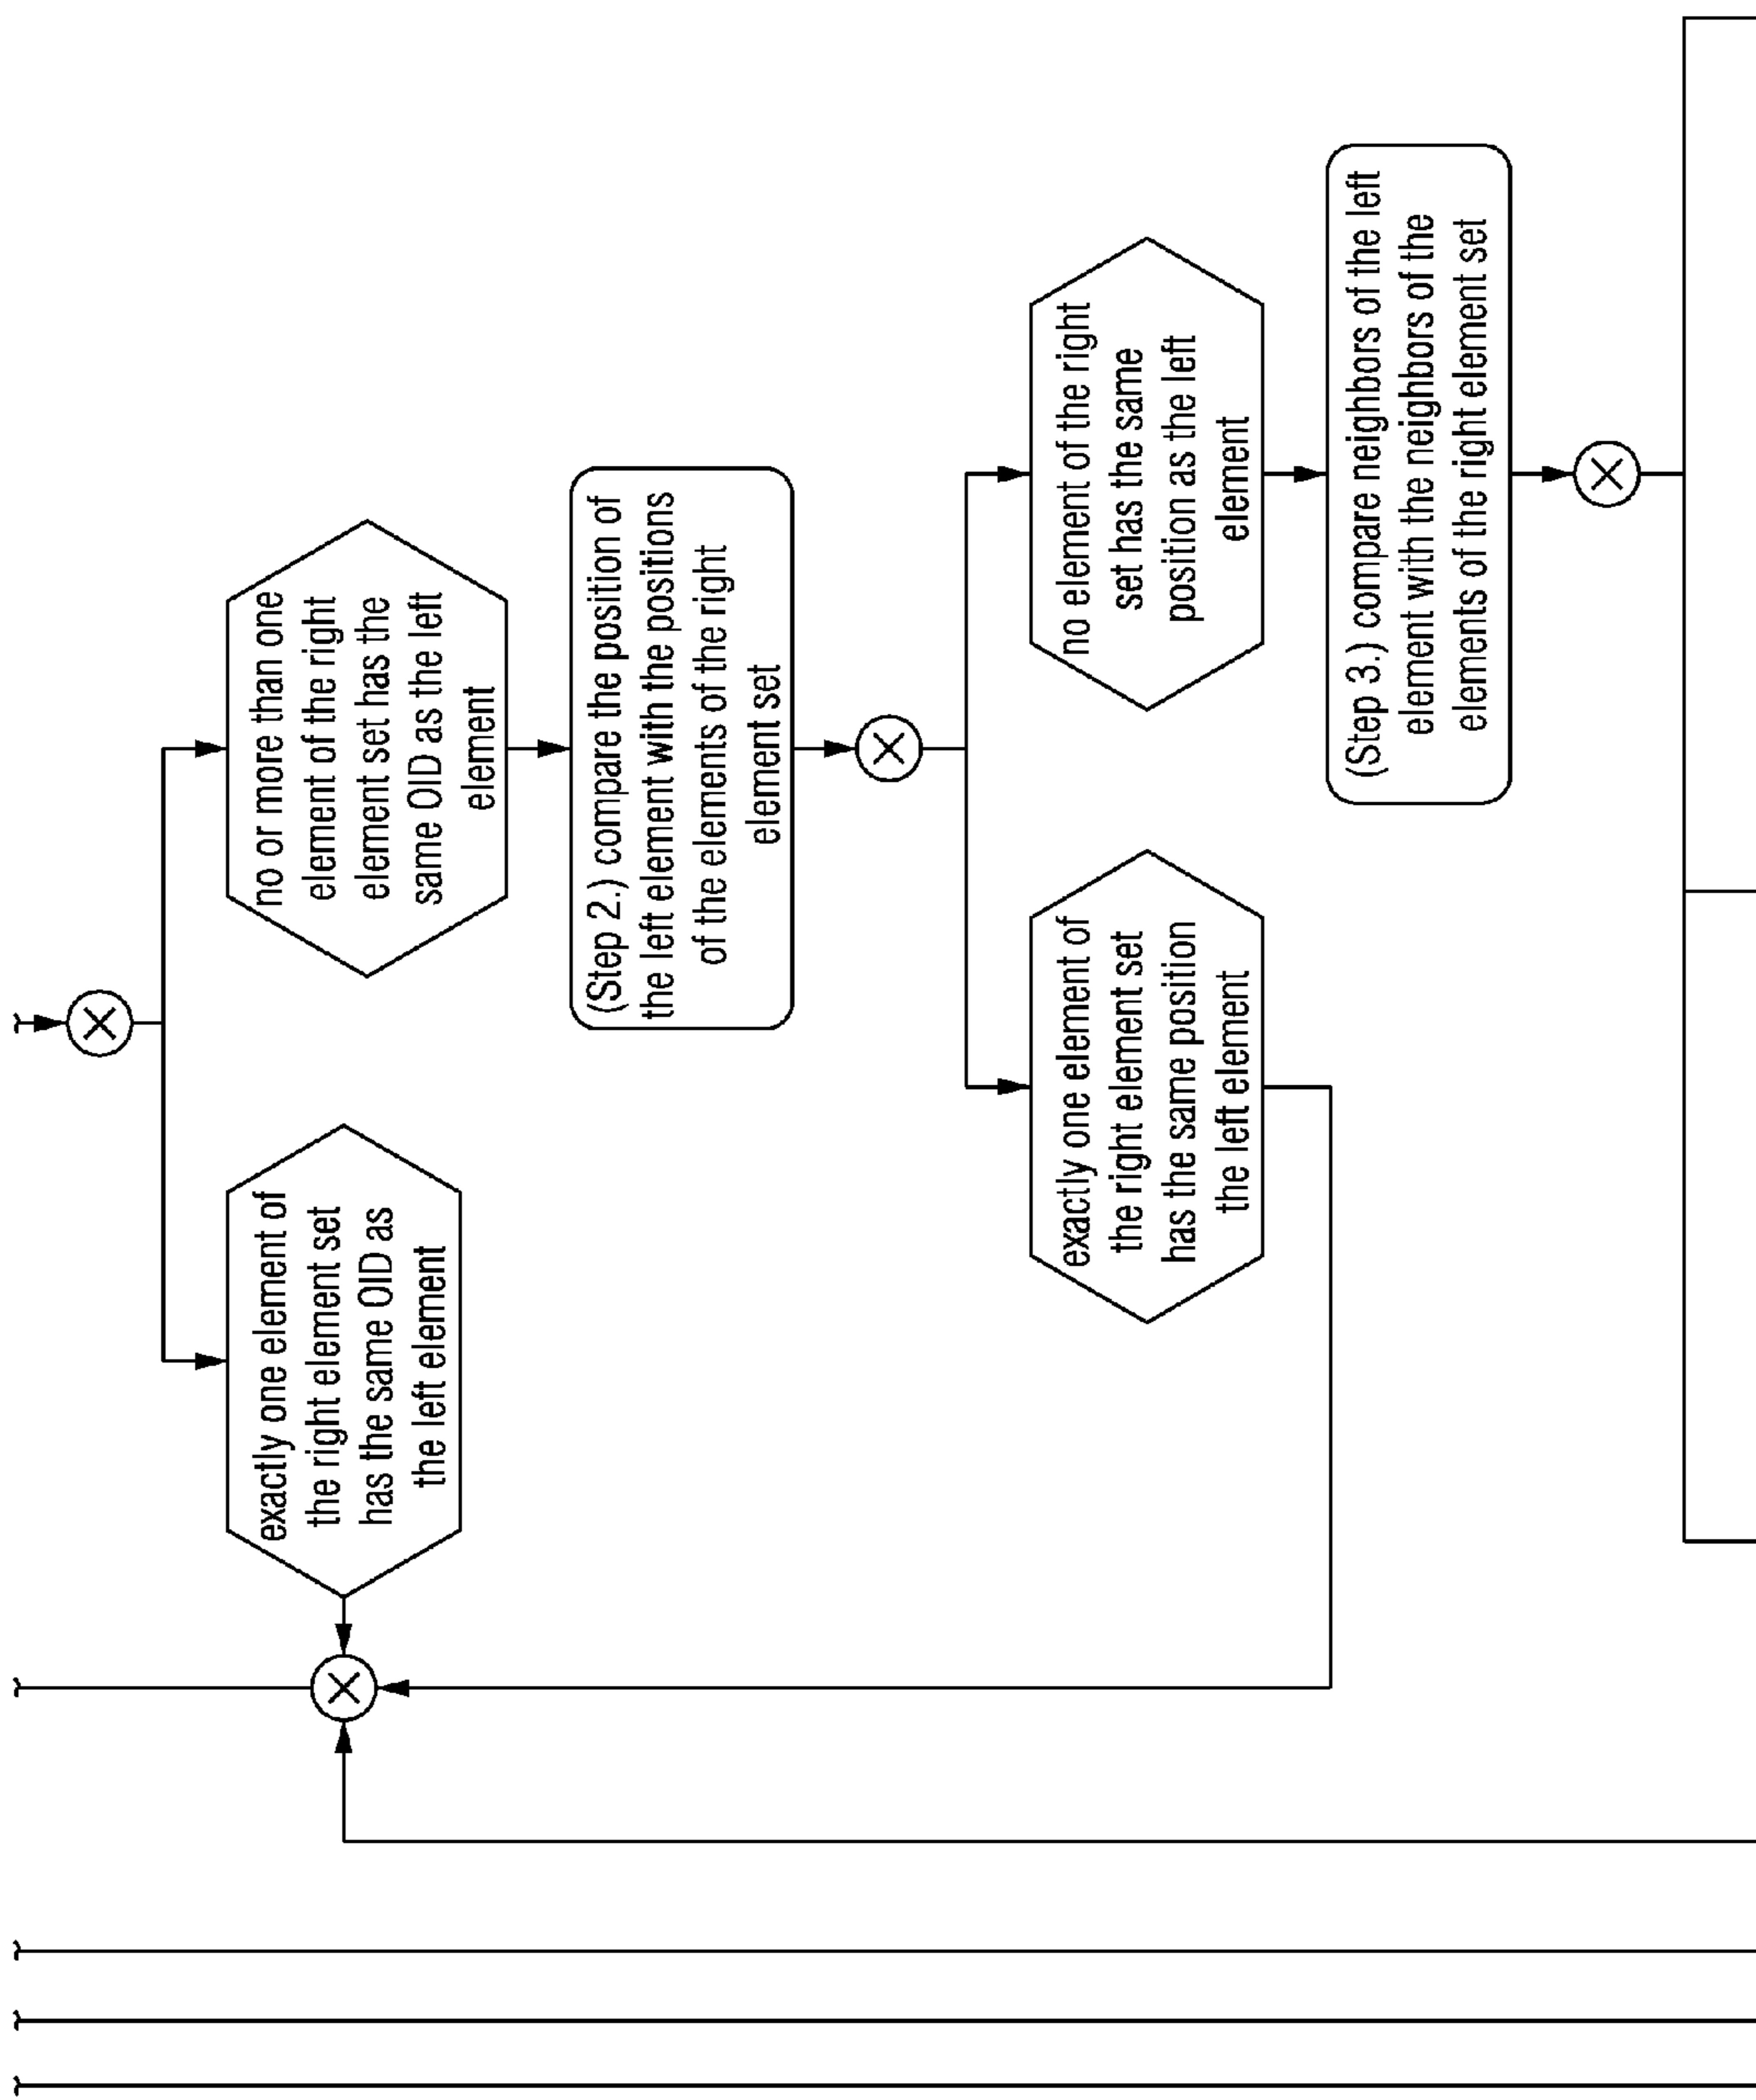 exactly one element of
the right element set
has the same OID as
the left element
no or more than one
element of the right
element set has the
same OID as the left
element
(Step 2.) compare the position of
the left element with the positions
of the elements of the right
element set
exactly one element of
the right element set
has the same position
the left element
no element of the right
set has the same
position as the left
element
(Step 3.) compare neighbors of the left
element with the neighbors of the
elements of the right element set